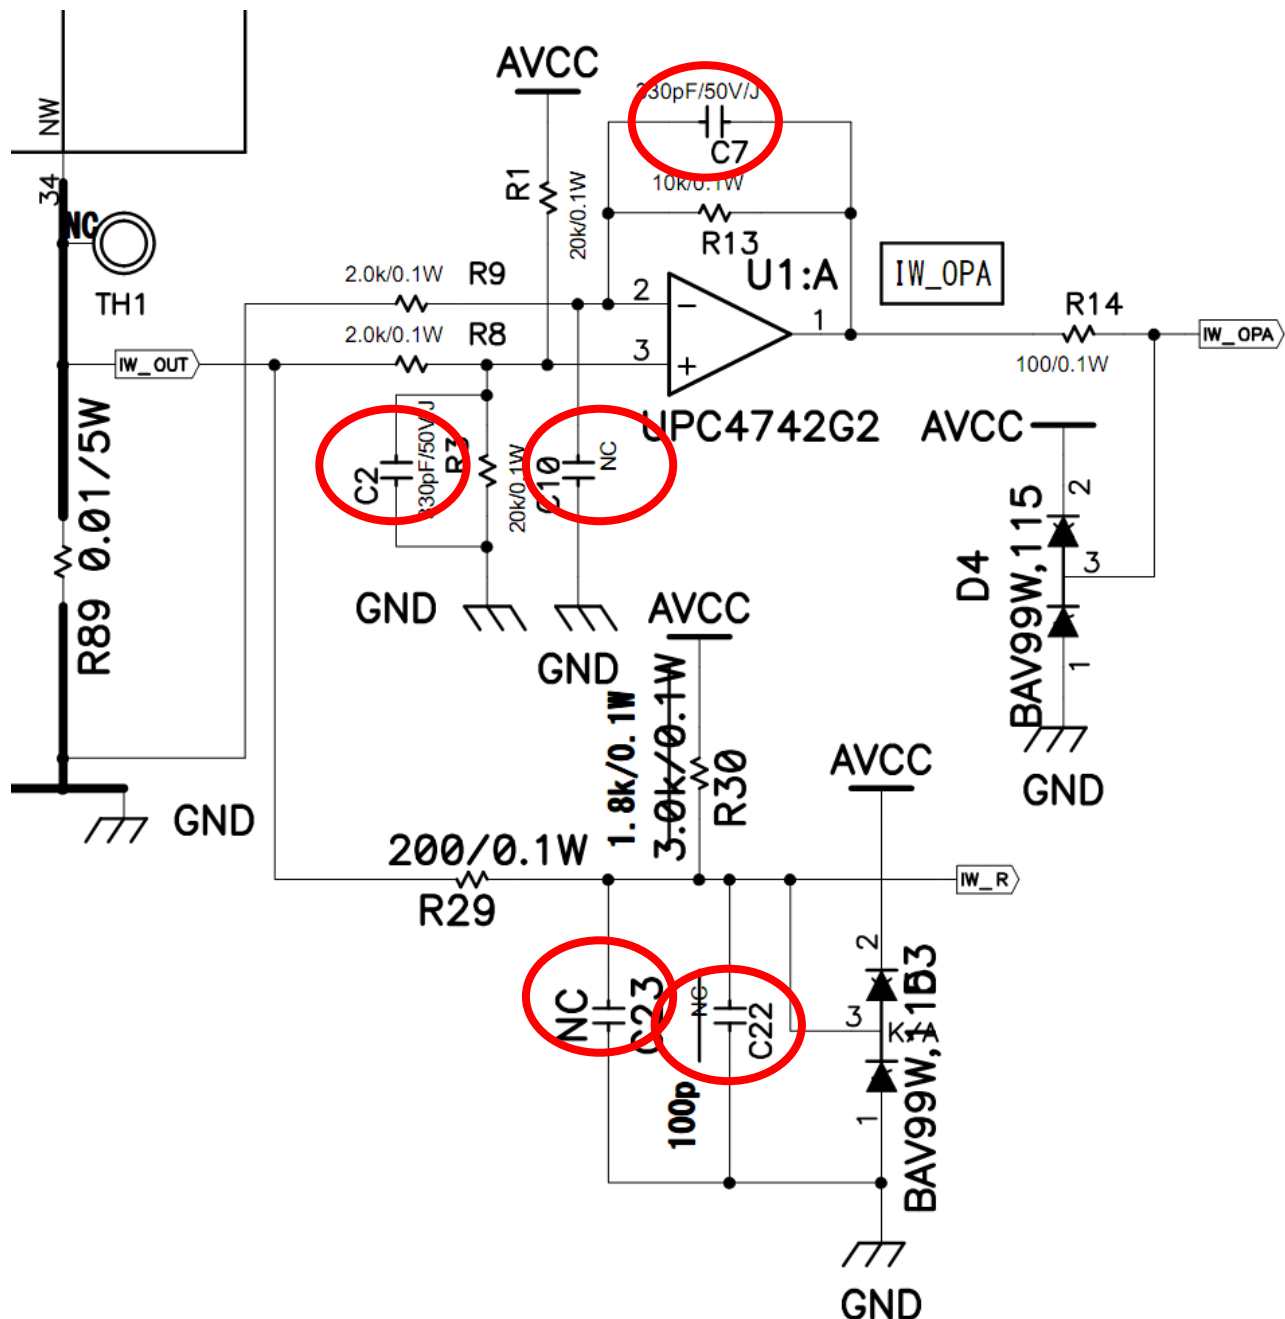 NW
34
NC
TH1
IW_OUT
R89 0.01/5W
GND
AVCC
R1
20k/0.1W
330pF/50V/J
C7
10k/0.1W
R13
2.0k/0.1W
R9
2.0k/0.1W
R8
2
3
1
U1:A
UPC4742G2
IW_OPA
R14
100/0.1W
IW_OPA
C2
330pF/50V/J
R3
20k/0.1W
C10
NC
GND
GND
AVCC
2
3
1
D4
BAV99W,115
GND
AVCC
1.8k/0.1W
3.0k/0.1W
R30
200/0.1W
R29
IW_R
NC
C23
NC
C22
100p
AVCC
2
3
1
D3
BAV99W,115
GND